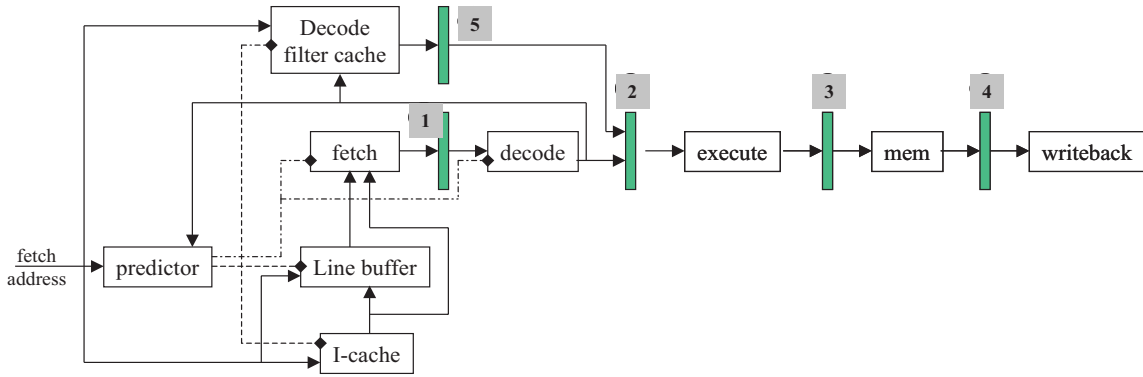 Decode
filter cache
5
1
2
3
4
fetch
decode
execute
mem
writeback
fetch
address
predictor
Line buffer
I-cache